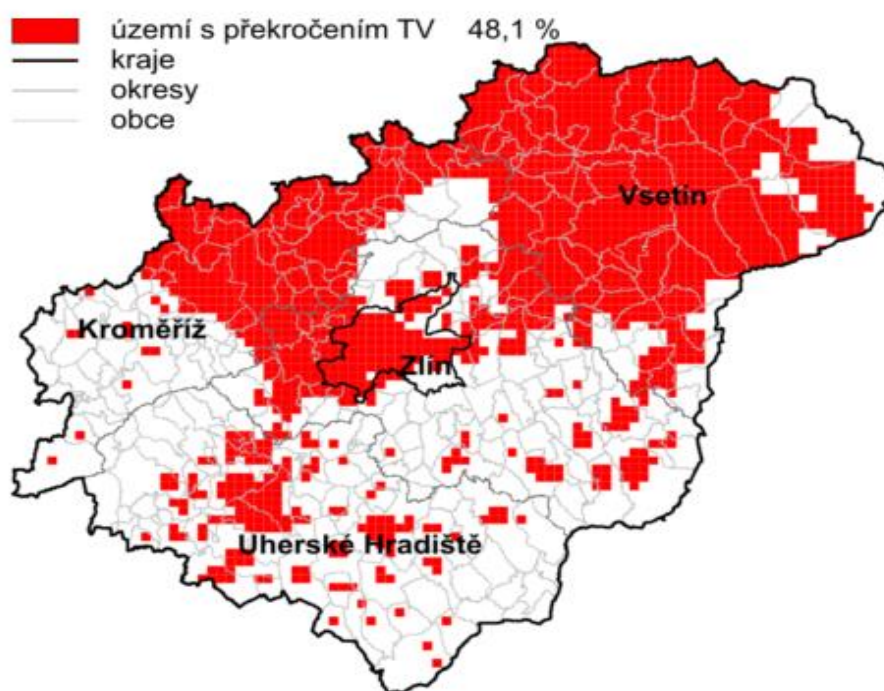 území s překročením TV 48,1 %
kraje
okresy
obce
Vsetín
Kroměříž
Zlín
Uherské Hradiště